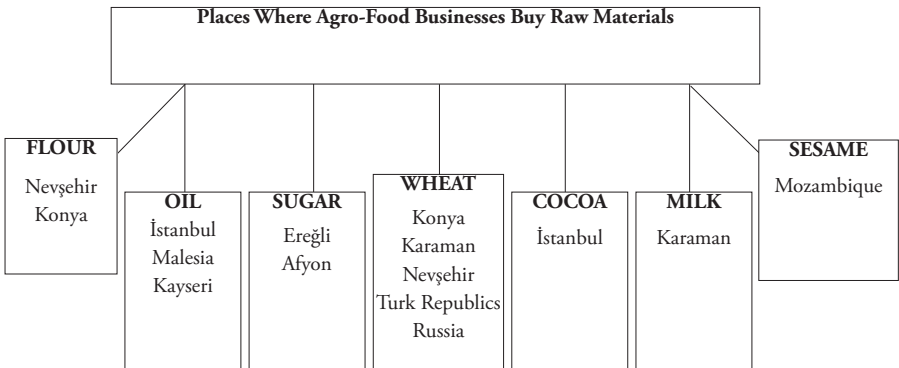 Places Where Agro-Food Businesses Buy Raw Materials
FLOUR
Nevşehir
Konya
OIL
İstanbul
Malesia
Kayseri
SUGAR
Ereğli
Afyon
WHEAT
Konya
Karaman
Nevşehir
Turk Republics
Russia
COCOA
İstanbul
MILK
Karaman
SESAME
Mozambique